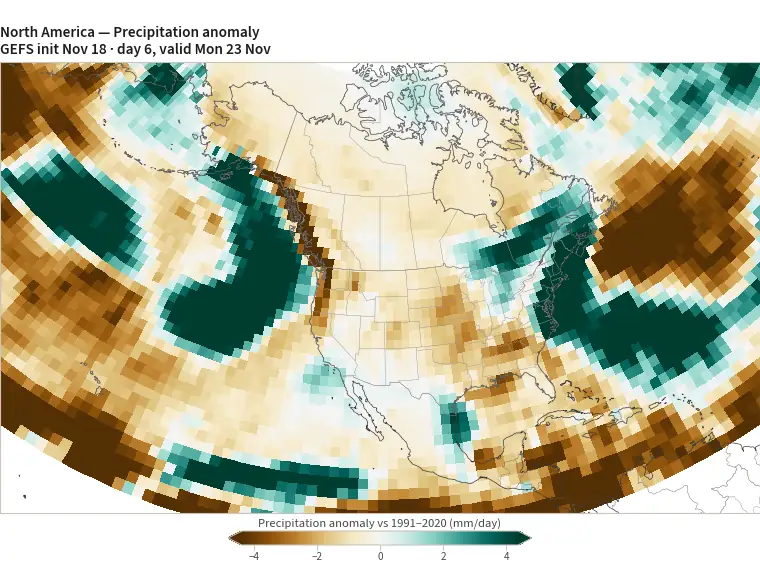 North America — Precipitation anomaly
GEFS init Nov 18 · day 6, valid Mon 23 Nov
Precipitation anomaly vs 1991–2020 (mm/day)
−4 −2 0 2 4